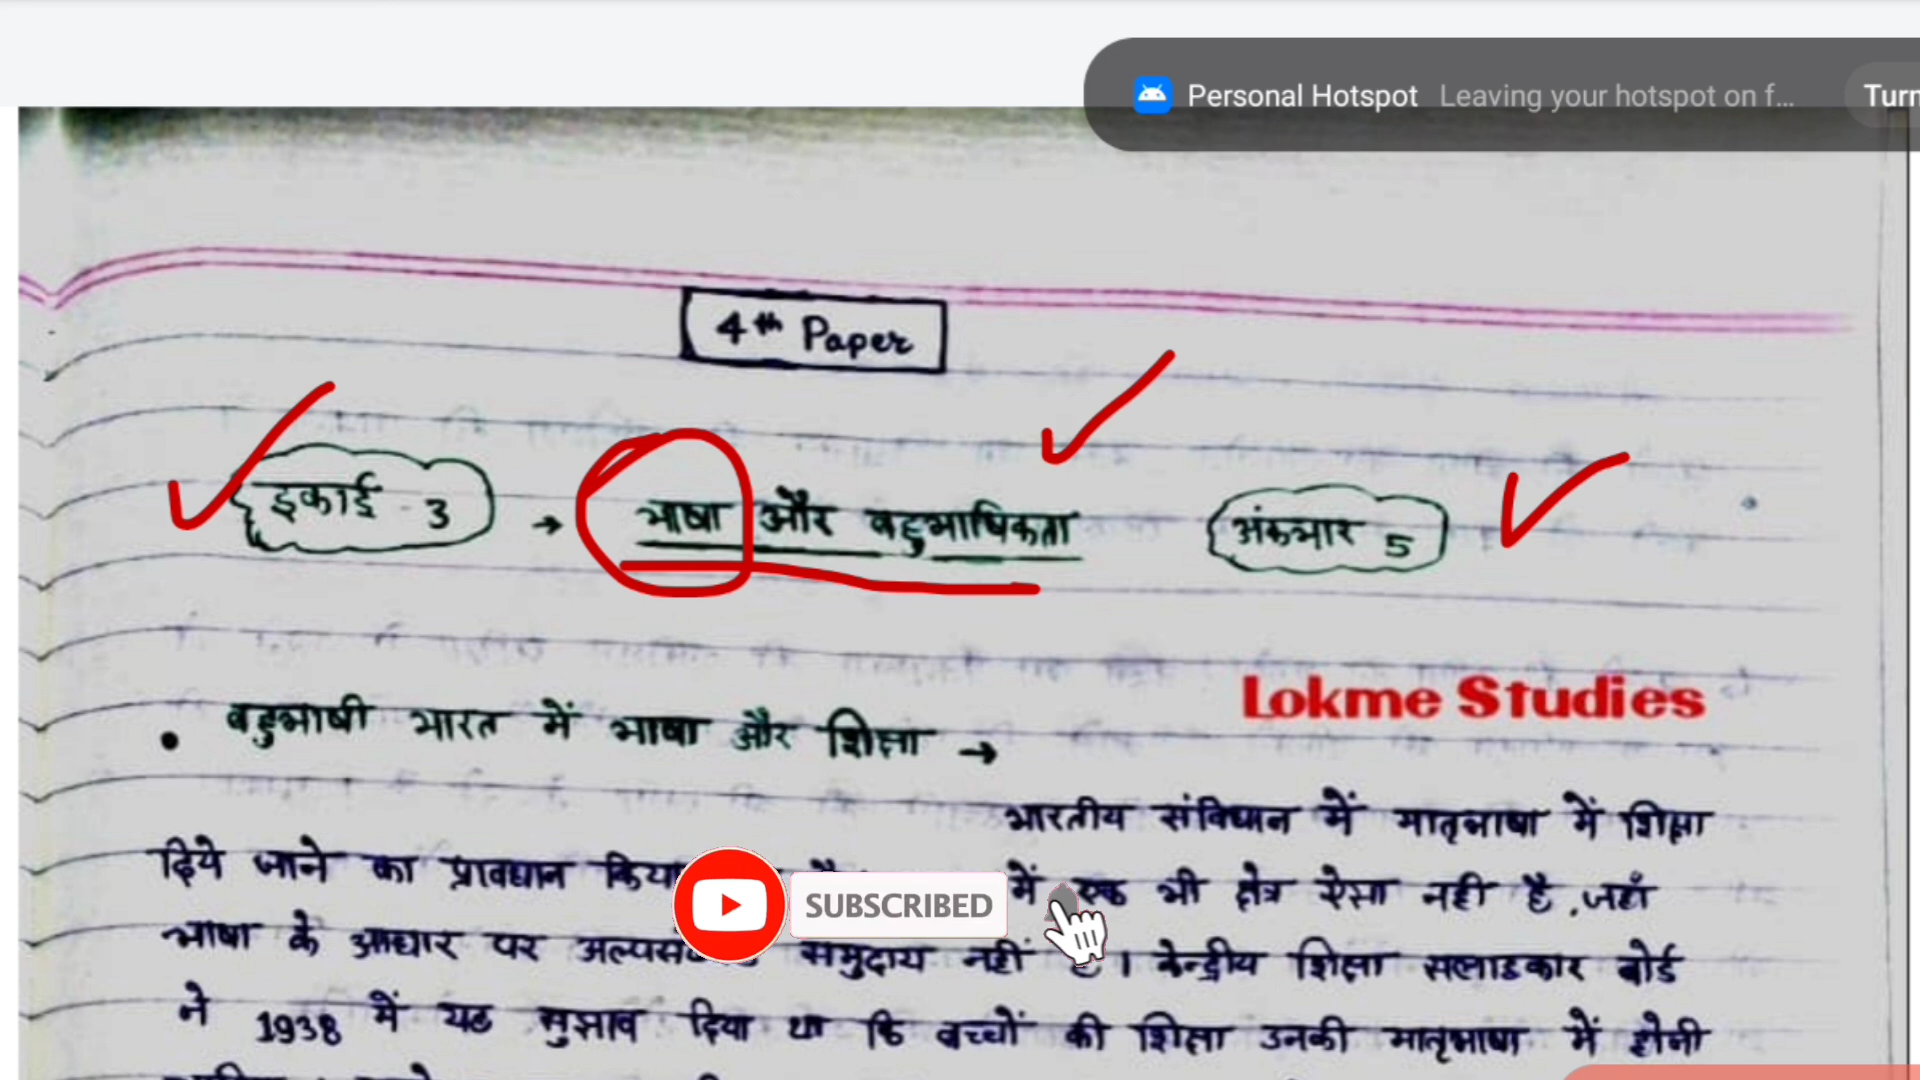 Personal Hotspot Leaving your hotspot on f... Turn
4th Paper
इकाई - 3 → भाषा और बहुभाषिकता अंकभार 5
Lokme Studies
• बहुभाषी भारत में भाषा और शिक्षा →
भारतीय संविधान में मातृभाषा में शिक्षा
दिये जाने का प्रावधान किया में एक भी क्षेत्र ऐसा नही है, जहाँ
SUBSCRIBED
भाषा के आधार पर समुदाय नहीं है। केन्द्रीय शिक्षा सलाहकार बोर्ड
ने 1938 में यह सुझाव दिया था कि बच्चों की शिक्षा उनकी मातृभाषा में होनी